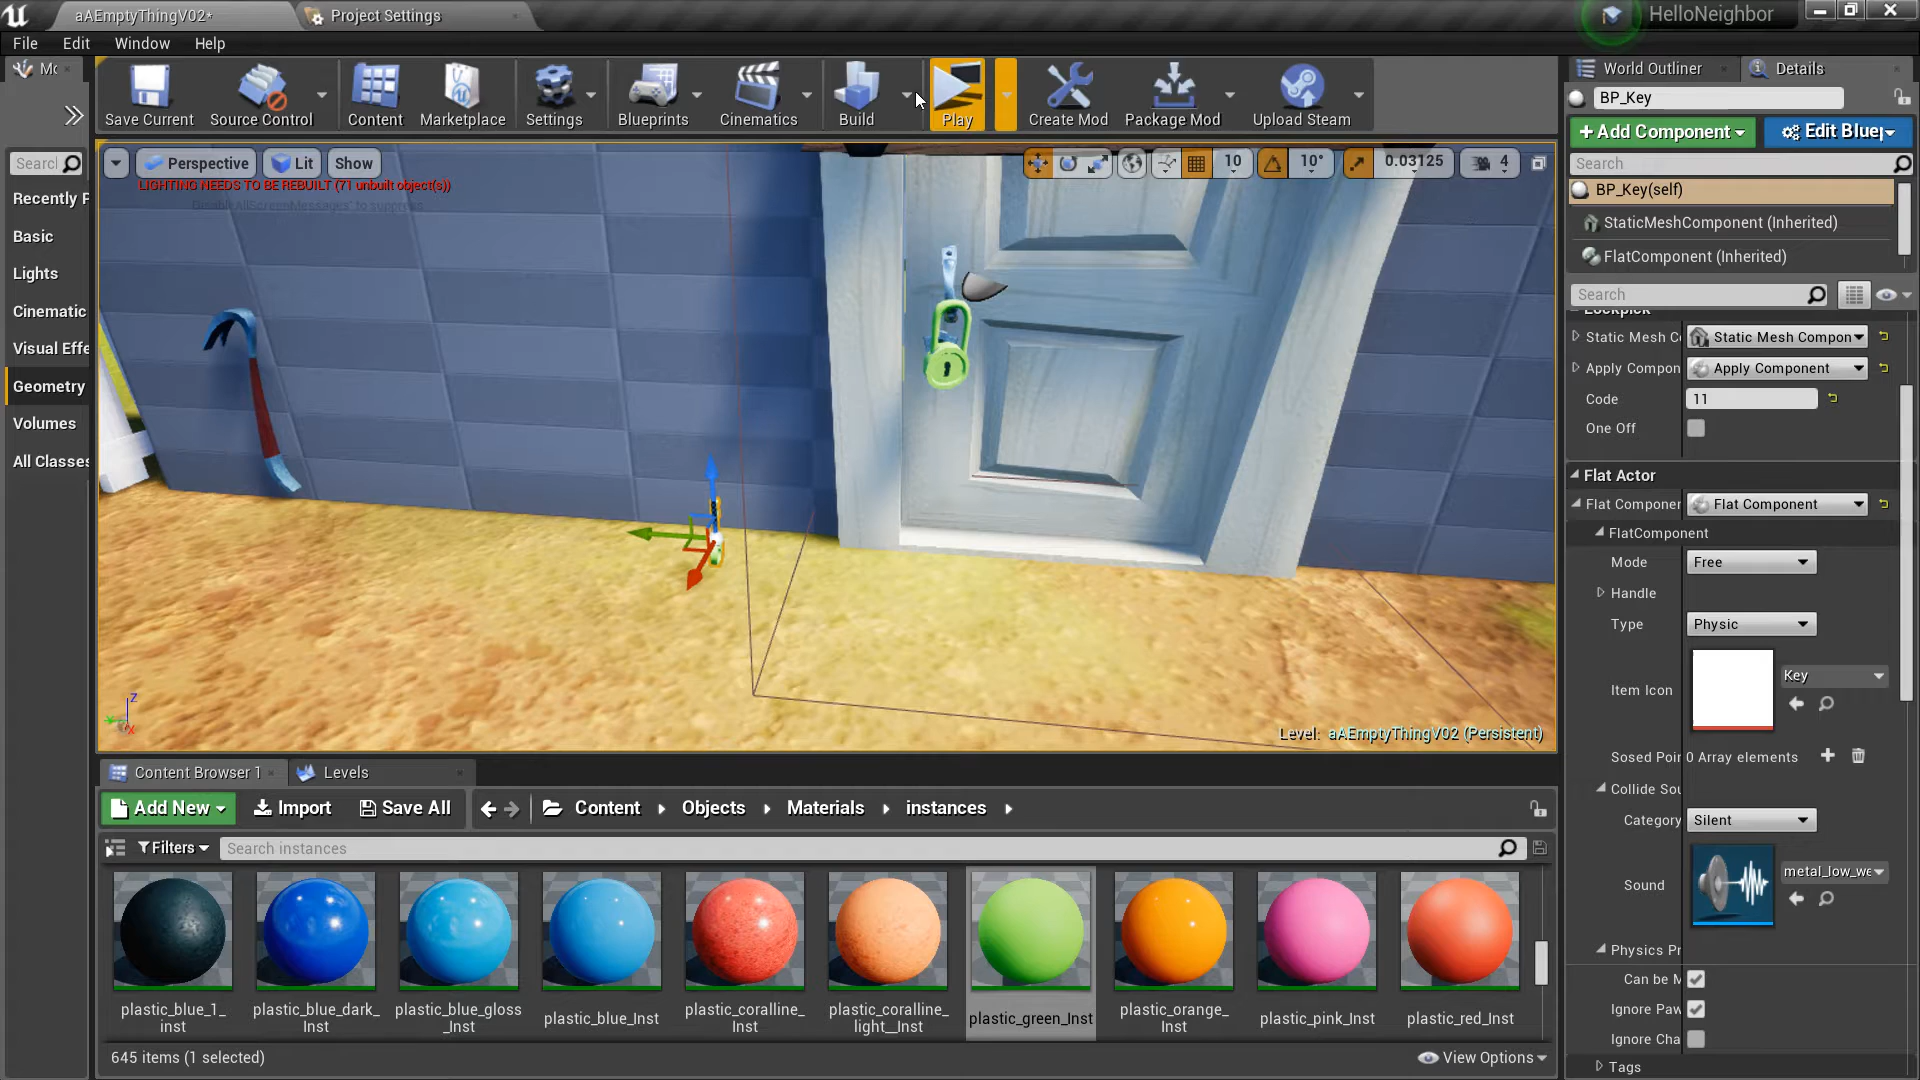 aAEmptyThingV02*
Project Settings
HelloNeighbor
File Edit Window Help
Save Current
Source Control
Content
Marketplace
Settings
Blueprints
Cinematics
Build
Play
Create Mod
Package Mod
Upload Steam
Perspective
Lit
Show
10
10°
0.03125
4
LIGHTING NEEDS TO BE REBUILT (71 unbuilt object(s))
'DisableAllScreenMessages' to suppress
Recently P
Basic
Lights
Cinematic
Visual Effe
Geometry
Volumes
All Classes
Level: aAEmptyThingV02 (Persistent)
Z
X
World Outliner
Details
BP_Key
+Add Component
Edit Bluep
Search
BP_Key(self)
StaticMeshComponent (Inherited)
FlatComponent (Inherited)
Search
Lockpick
Static Mesh C
Static Mesh Compon
Apply Compon
Apply Component
Code
11
One Off
Flat Actor
Flat Componer
Flat Component
FlatComponent
Mode
Free
Handle
Type
Physic
Item Icon
Key
Sosed Poir
0 Array elements
Collide Sou
Category
Silent
Sound
metal_low_we
Physics Pr
Can be M
Ignore Paw
Ignore Cha
Tags
Content Browser 1
Levels
Add New
Import
Save All
Content
Objects
Materials
instances
Filters
Search instances
plastic_blue_1_
inst
plastic_blue_dark_
Inst
plastic_blue_gloss
_Inst
plastic_blue_Inst
plastic_coralline_
Inst
plastic_coralline_
light__Inst
plastic_green_Inst
plastic_orange_
Inst
plastic_pink_Inst
plastic_red_Inst
645 items (1 selected)
View Options